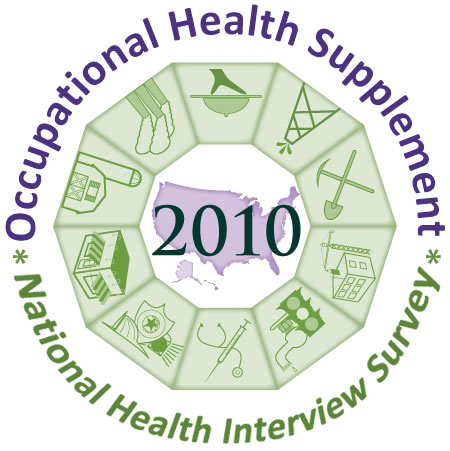 Occupational Health Supplement
2010
* National Health Interview Survey *